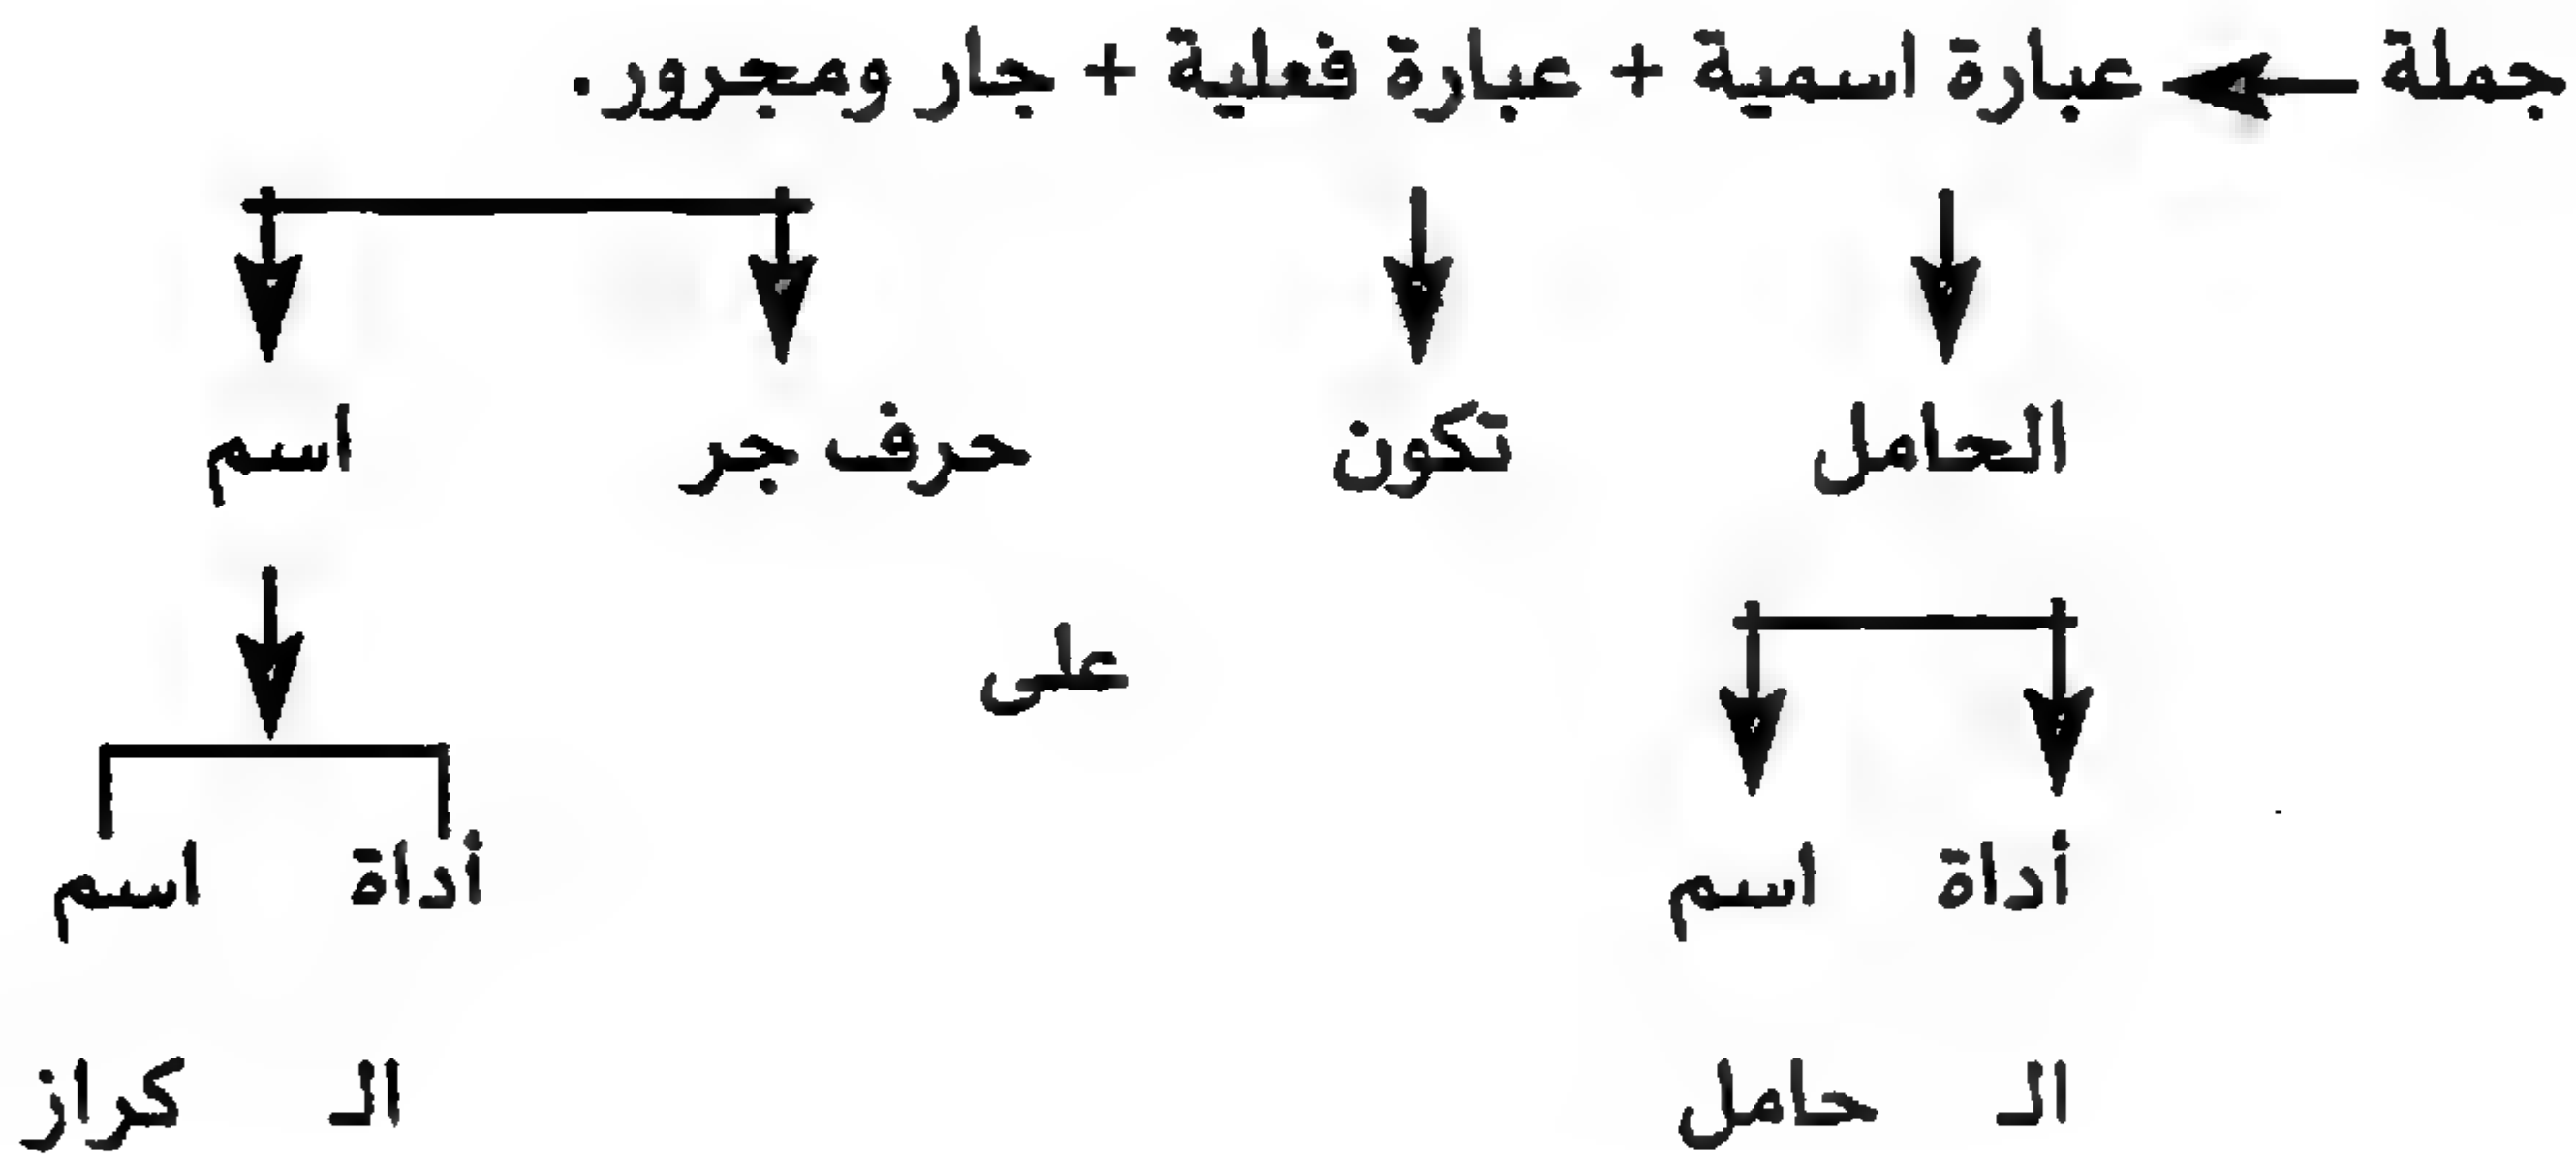 جملة ← عبارة اسمية + عبارة فعلية + جار ومجرور.
الحامل تكون حرف جر اسم
على
أداة اسم أداة اسم
الـ حامل الـ كراز